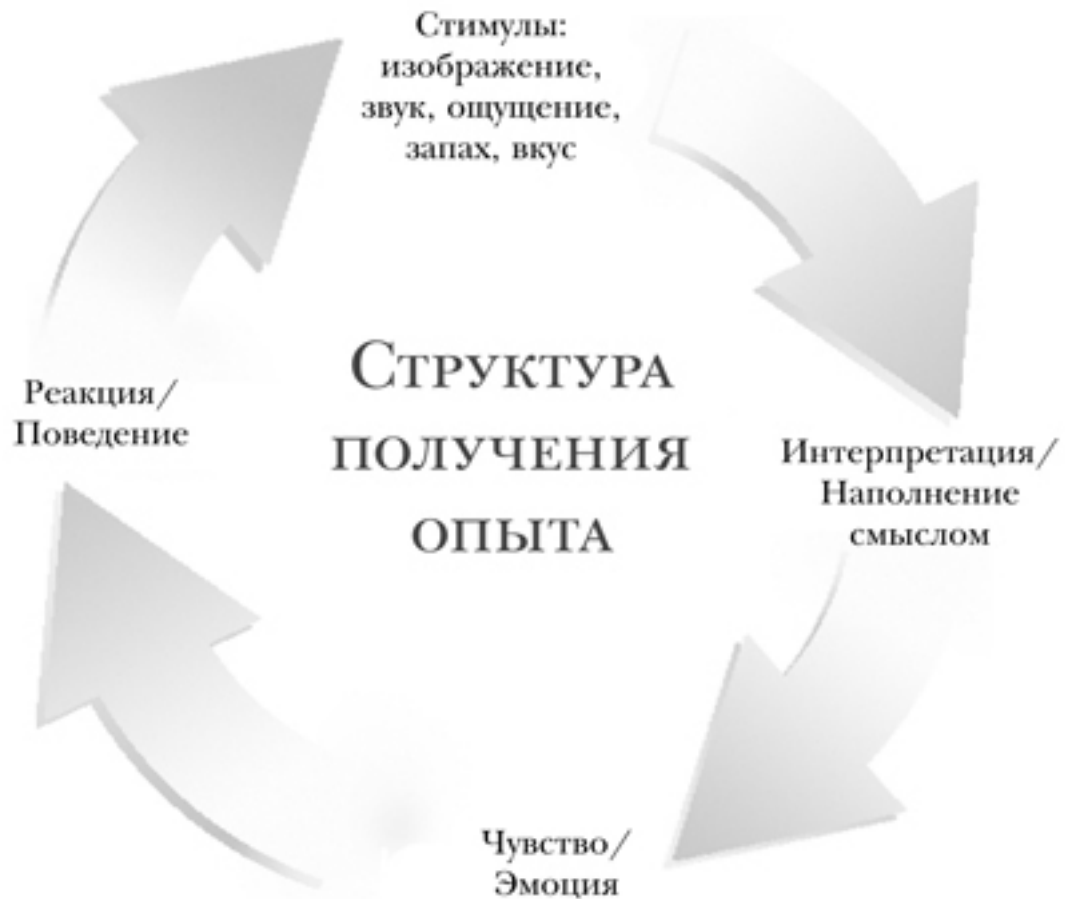 Стимулы:
изображение,
звук, ощущение,
запах, вкус
Структура
получения
опыта
Реакция/
Поведение
Интерпретация/
Наполнение
смыслом
Чувство/
Эмоция